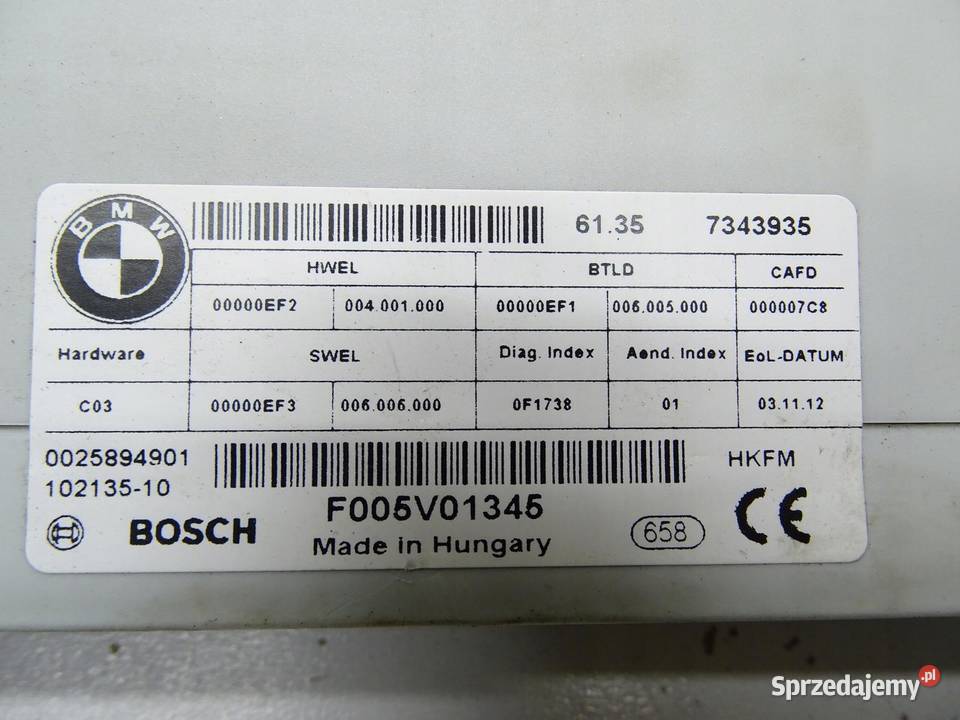 BMW
61.35 7343935
HWEL BTLD CAFD
00000EF2 004.001.000 00000EF1 006.005.000 000007C8
Hardware SWEL Diag. Index Aend. Index EoL-DATUM
C03 00000EF3 006.006.000 0F1738 01 03.11.12
0025894901 HKFM
102135-10
F005V01345
BOSCH Made in Hungary 658 CE
Sprzedajemy.pl